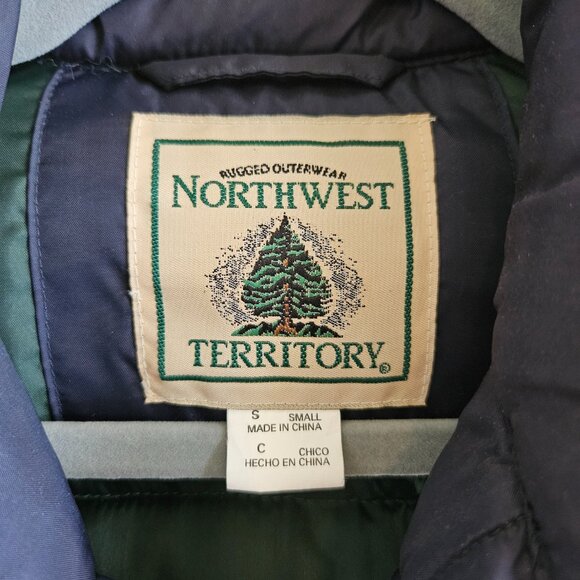 RUGGED OUTERWEAR
NORTHWEST
TERRITORY®
S SMALL
MADE IN CHINA
C CHICO
HECHO EN CHINA